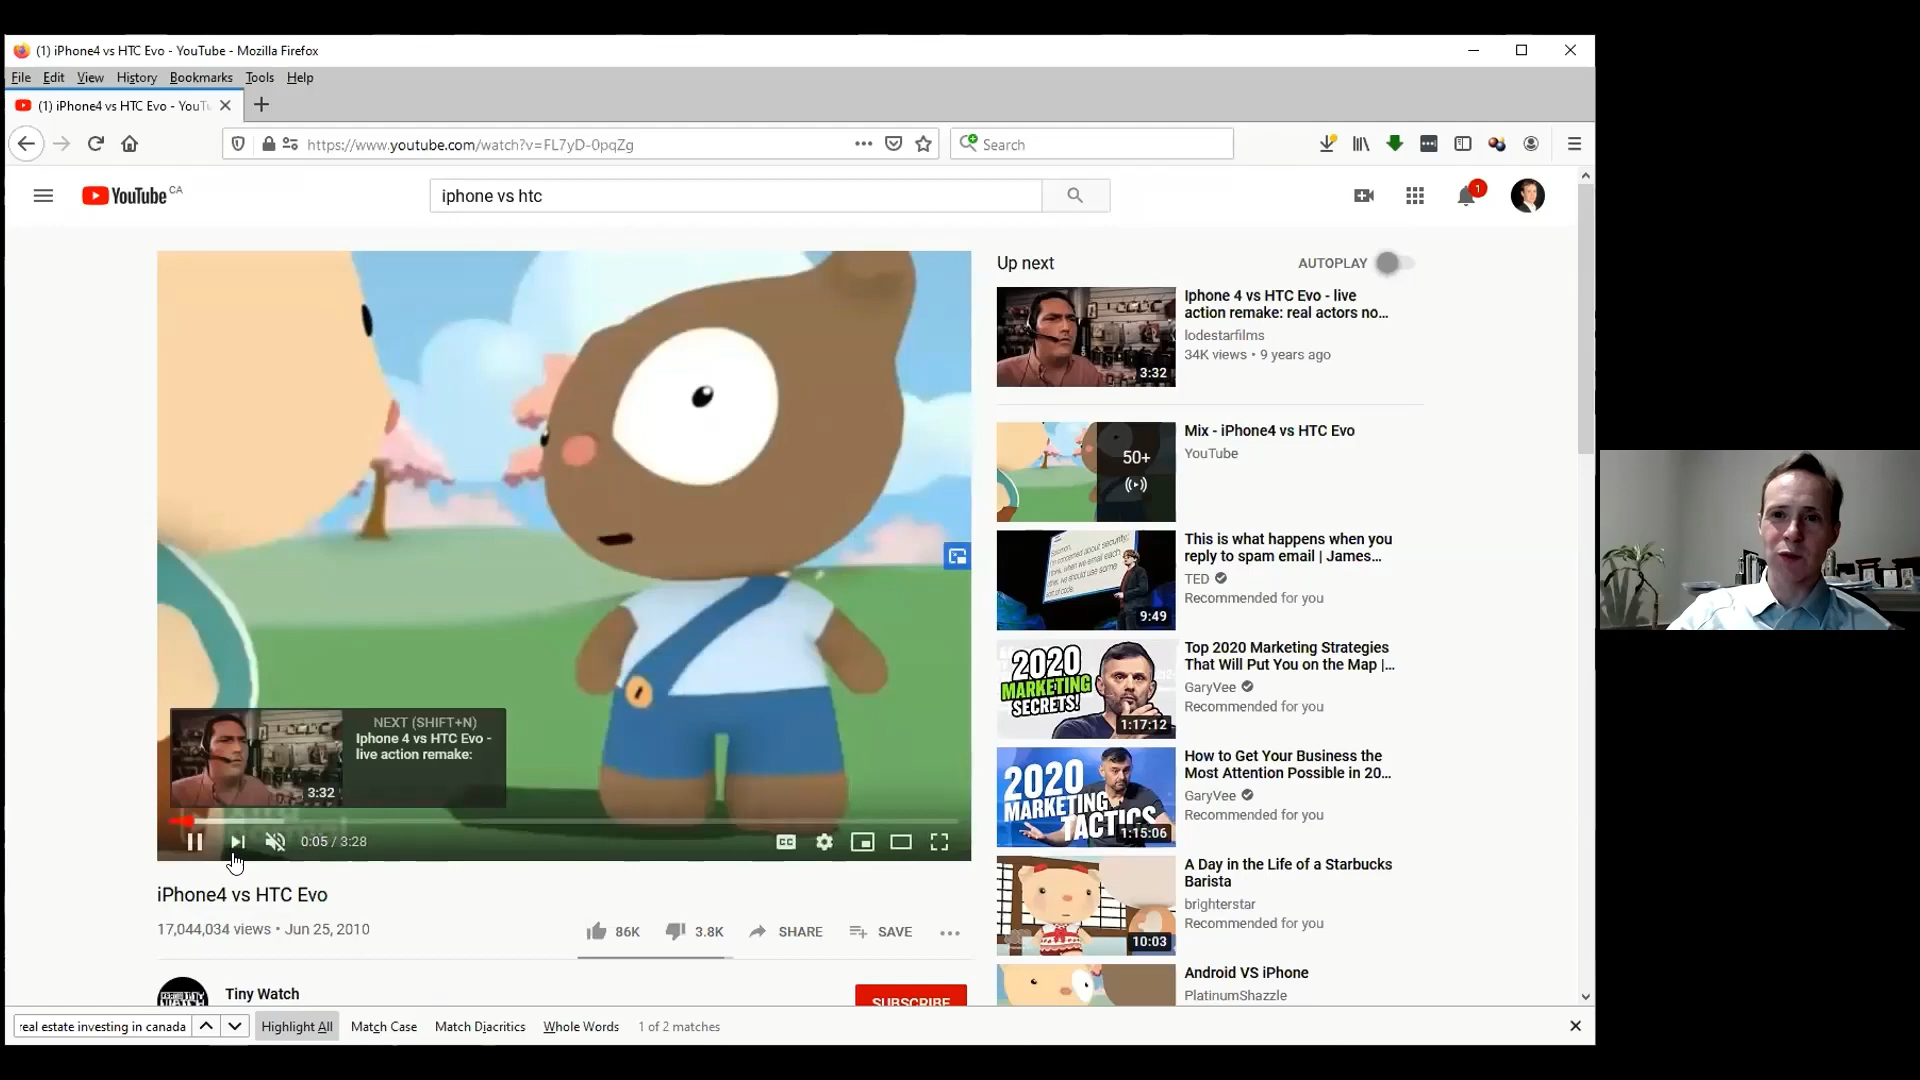 (1) iPhone4 vs HTC Evo - YouTube - Mozilla Firefox
File Edit View History Bookmarks Tools Help
(1) iPhone4 vs HTC Evo - YouTu
https://www.youtube.com/watch?v=FL7yD-0pqZg
Search
YouTube CA
iphone vs htc
1
Up next
AUTOPLAY
Iphone 4 vs HTC Evo - live
action remake: real actors no...
lodestarfilms
34K views • 9 years ago
3:32
Mix - iPhone4 vs HTC Evo
YouTube
50+
This is what happens when you
reply to spam email | James...
TED
Recommended for you
9:49
Top 2020 Marketing Strategies
That Will Put You on the Map |...
GaryVee
Recommended for you
2020
MARKETING
SECRETS!
1:17:12
How to Get Your Business the
Most Attention Possible in 20...
GaryVee
Recommended for you
2020
MARKETING
TACTICS
1:15:06
A Day in the Life of a Starbucks
Barista
brighterstar
Recommended for you
10:03
Android VS iPhone
PlatinumShazzle
NEXT (SHIFT+N)
Iphone 4 vs HTC Evo -
live action remake:
3:32
0:05 / 3:28
CC
iPhone4 vs HTC Evo
17,044,034 views • Jun 25, 2010
86K 3.8K SHARE SAVE
Tiny Watch
SUBSCRIBE
real estate investing in canada
Highlight All Match Case Match Diacritics Whole Words 1 of 2 matches